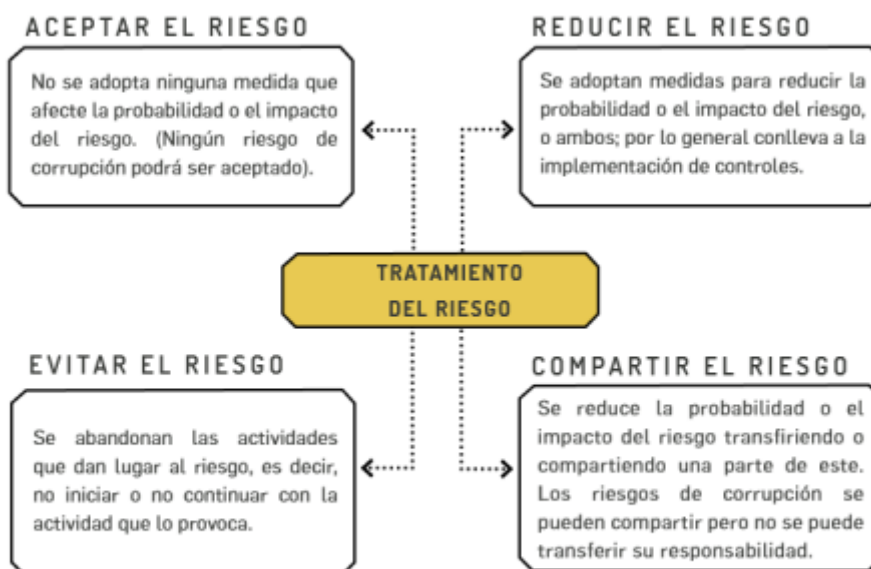 ACEPTAR EL RIESGO
No se adopta ninguna medida que
afecte la probabilidad o el impacto
del riesgo. (Ningún riesgo de
corrupción podrá ser aceptado).
REDUCIR EL RIESGO
Se adoptan medidas para reducir la
probabilidad o el impacto del riesgo,
o ambos; por lo general conlleva a la
implementación de controles.
TRATAMIENTO
DEL RIESGO
EVITAR EL RIESGO
Se abandonan las actividades
que dan lugar al riesgo, es decir,
no iniciar o no continuar con la
actividad que lo provoca.
COMPARTIR EL RIESGO
Se reduce la probabilidad o el
impacto del riesgo transfiriendo o
compartiendo una parte de este.
Los riesgos de corrupción se
pueden compartir pero no se puede
transferir su responsabilidad.